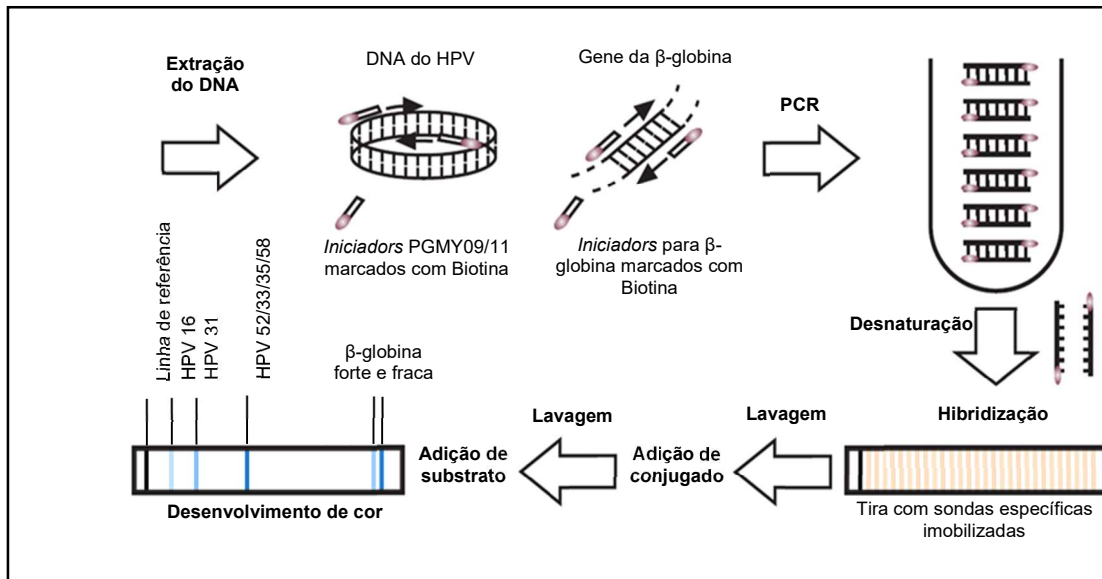 Extração
do DNA
DNA do HPV
Gene da β-globina
PCR
Iniciadors PGMY09/11
marcados com Biotina
Iniciadors para β-
globina marcados com
Biotina
Desnaturação
Hibridização
Tira com sondas específicas
imobilizadas
Lavagem
Adição de
conjugado
Lavagem
Adição de
substrato
Linha de referência
HPV 16
HPV 31
HPV 52/33/35/58
β-globina
forte e fraca
Desenvolvimento de cor